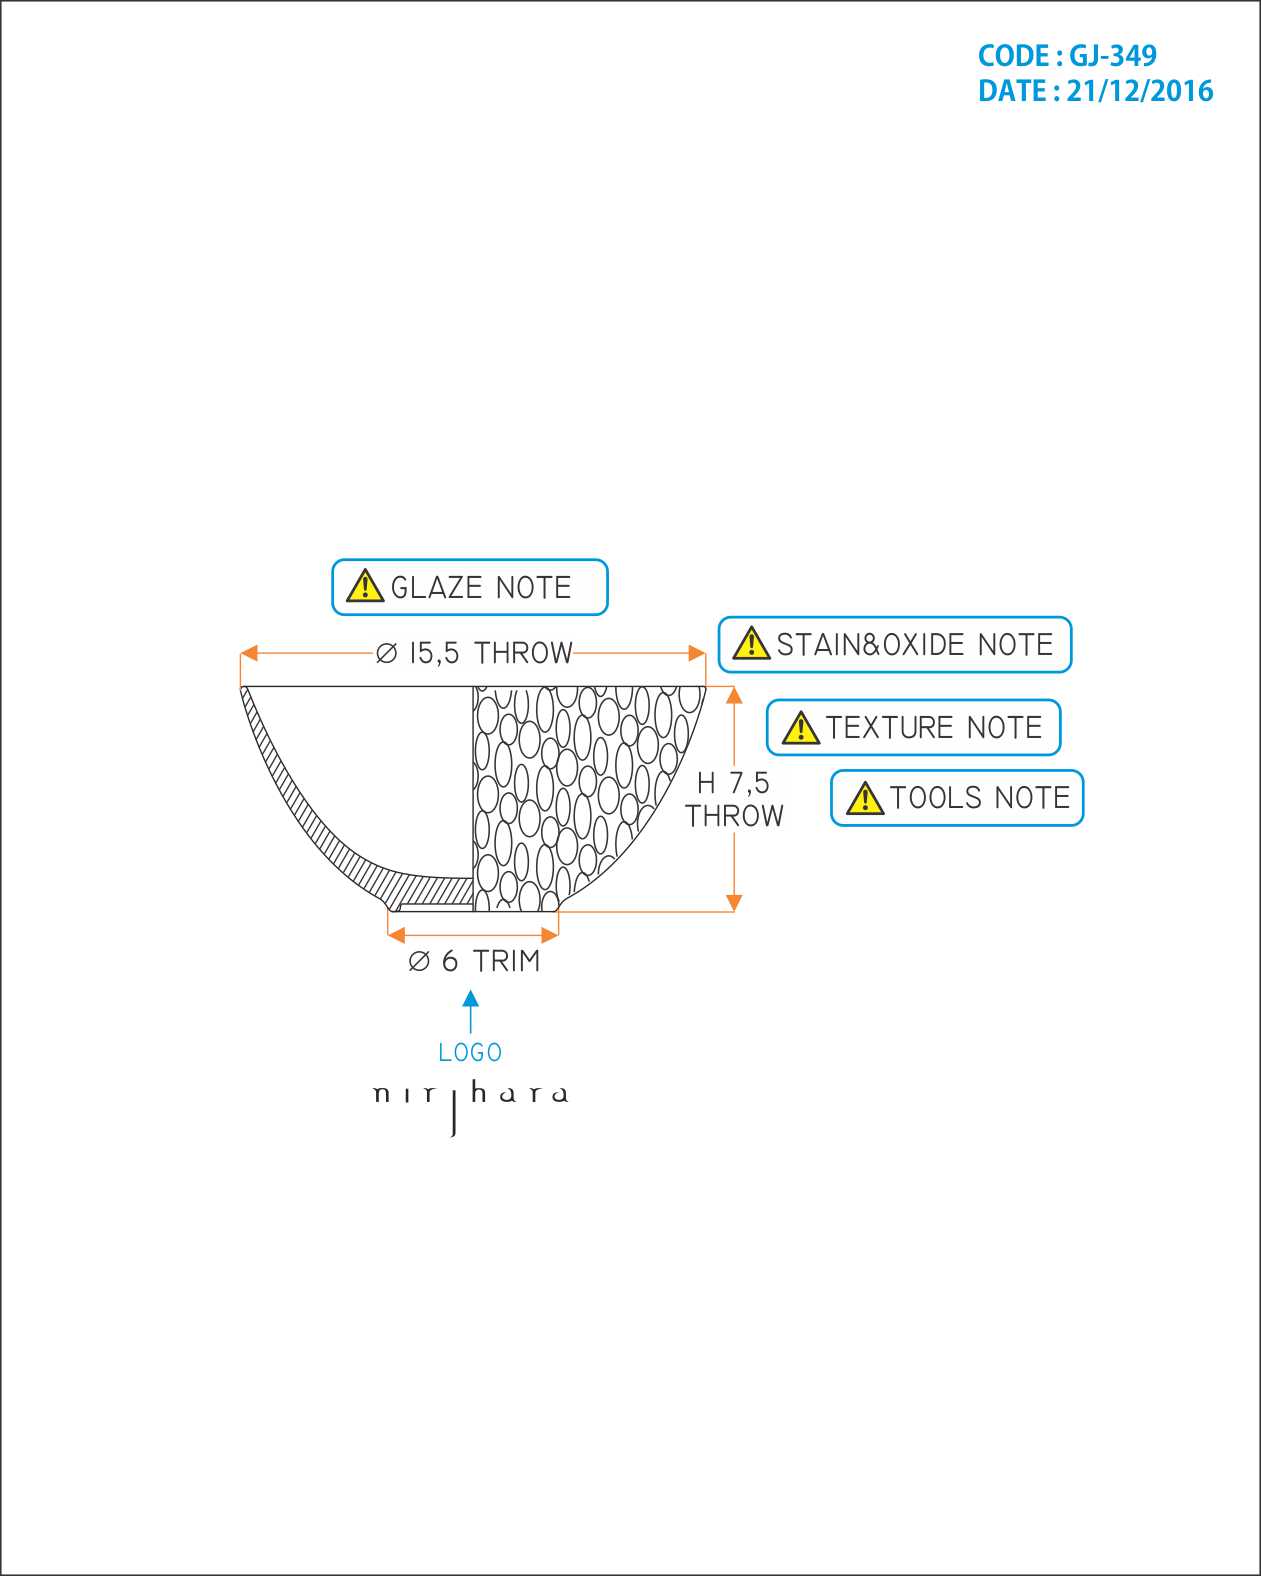 CODE : GJ-349
DATE : 21/12/2016
GLAZE NOTE
Ø 15,5 THROW
STAIN&OXIDE NOTE
TEXTURE NOTE
H 7,5
THROW
TOOLS NOTE
Ø 6 TRIM
LOGO
nirjhara